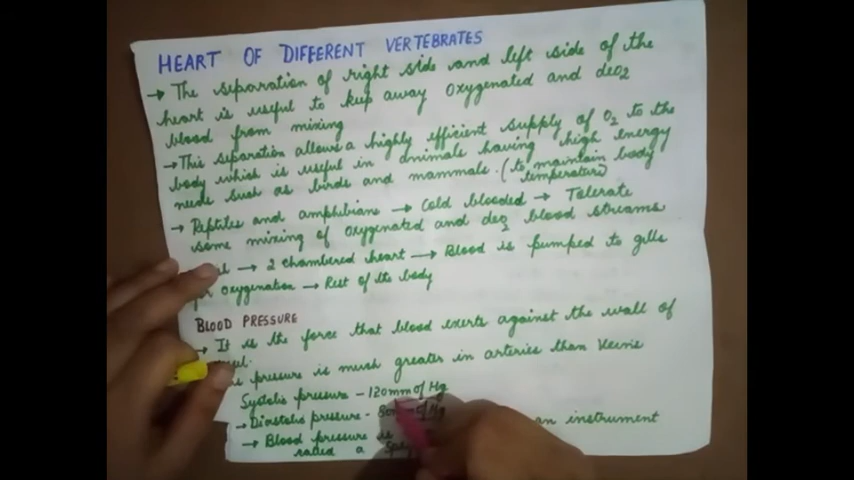 HEART OF DIFFERENT VERTEBRATES
→ The separation of right side and left side of the
heart is useful to keep away oxygenated and deO2
blood from mixing
→ This separation allows a highly efficient supply of O2 to the
body which is useful in animals having high energy
needs such as birds and mammals. (to maintain body
temperature)
→ Reptiles and amphibians → Cold blooded → Tolerate
some mixing of oxygenated and deO2 blood streams
→ 2 chambered heart → Blood is pumped to gills
oxygenation → Rest of the body
BLOOD PRESSURE
→ It is the force that blood exerts against the wall of
pressure is much greater in arteries than Veins
Systolic pressure - 120mm of Hg
→ Diastolic pressure - 80 of Hg
→ Blood pressure is an instrument
called a